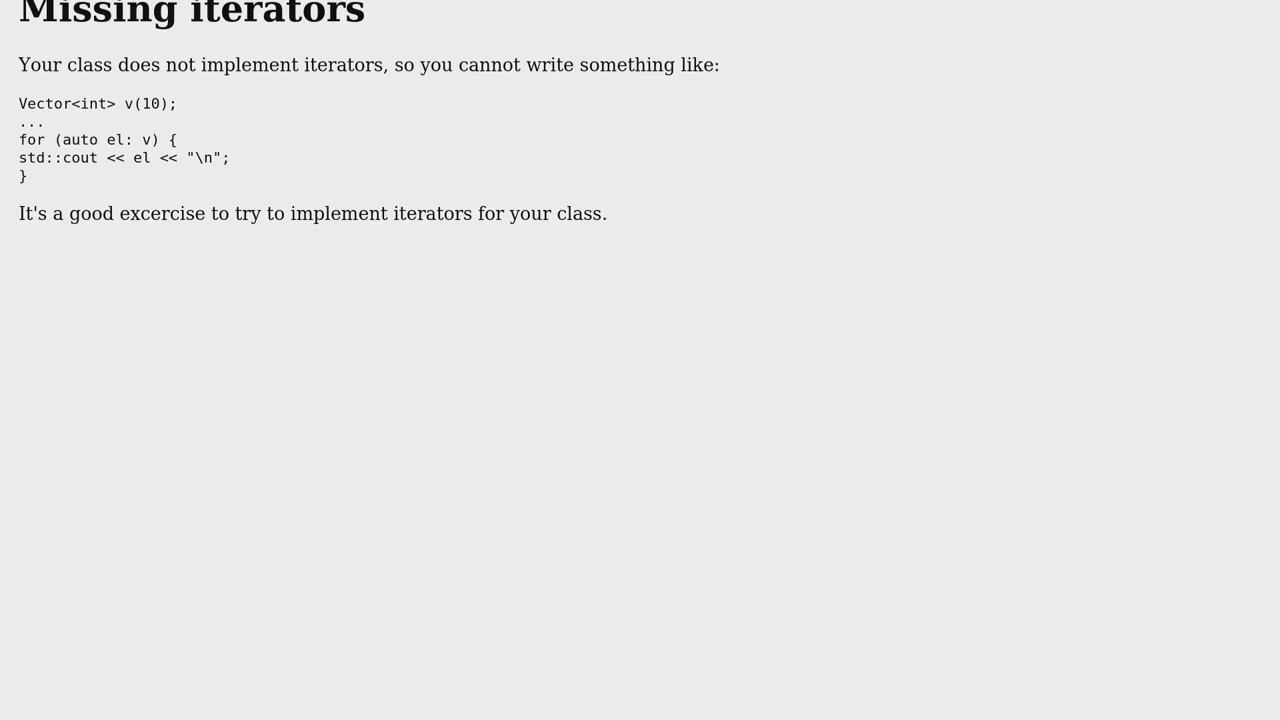 Missing iterators
Your class does not implement iterators, so you cannot write something like:
Vector<int> v(10);
...
for (auto el: v) {
std::cout << el << "\n";
}
It's a good excercise to try to implement iterators for your class.